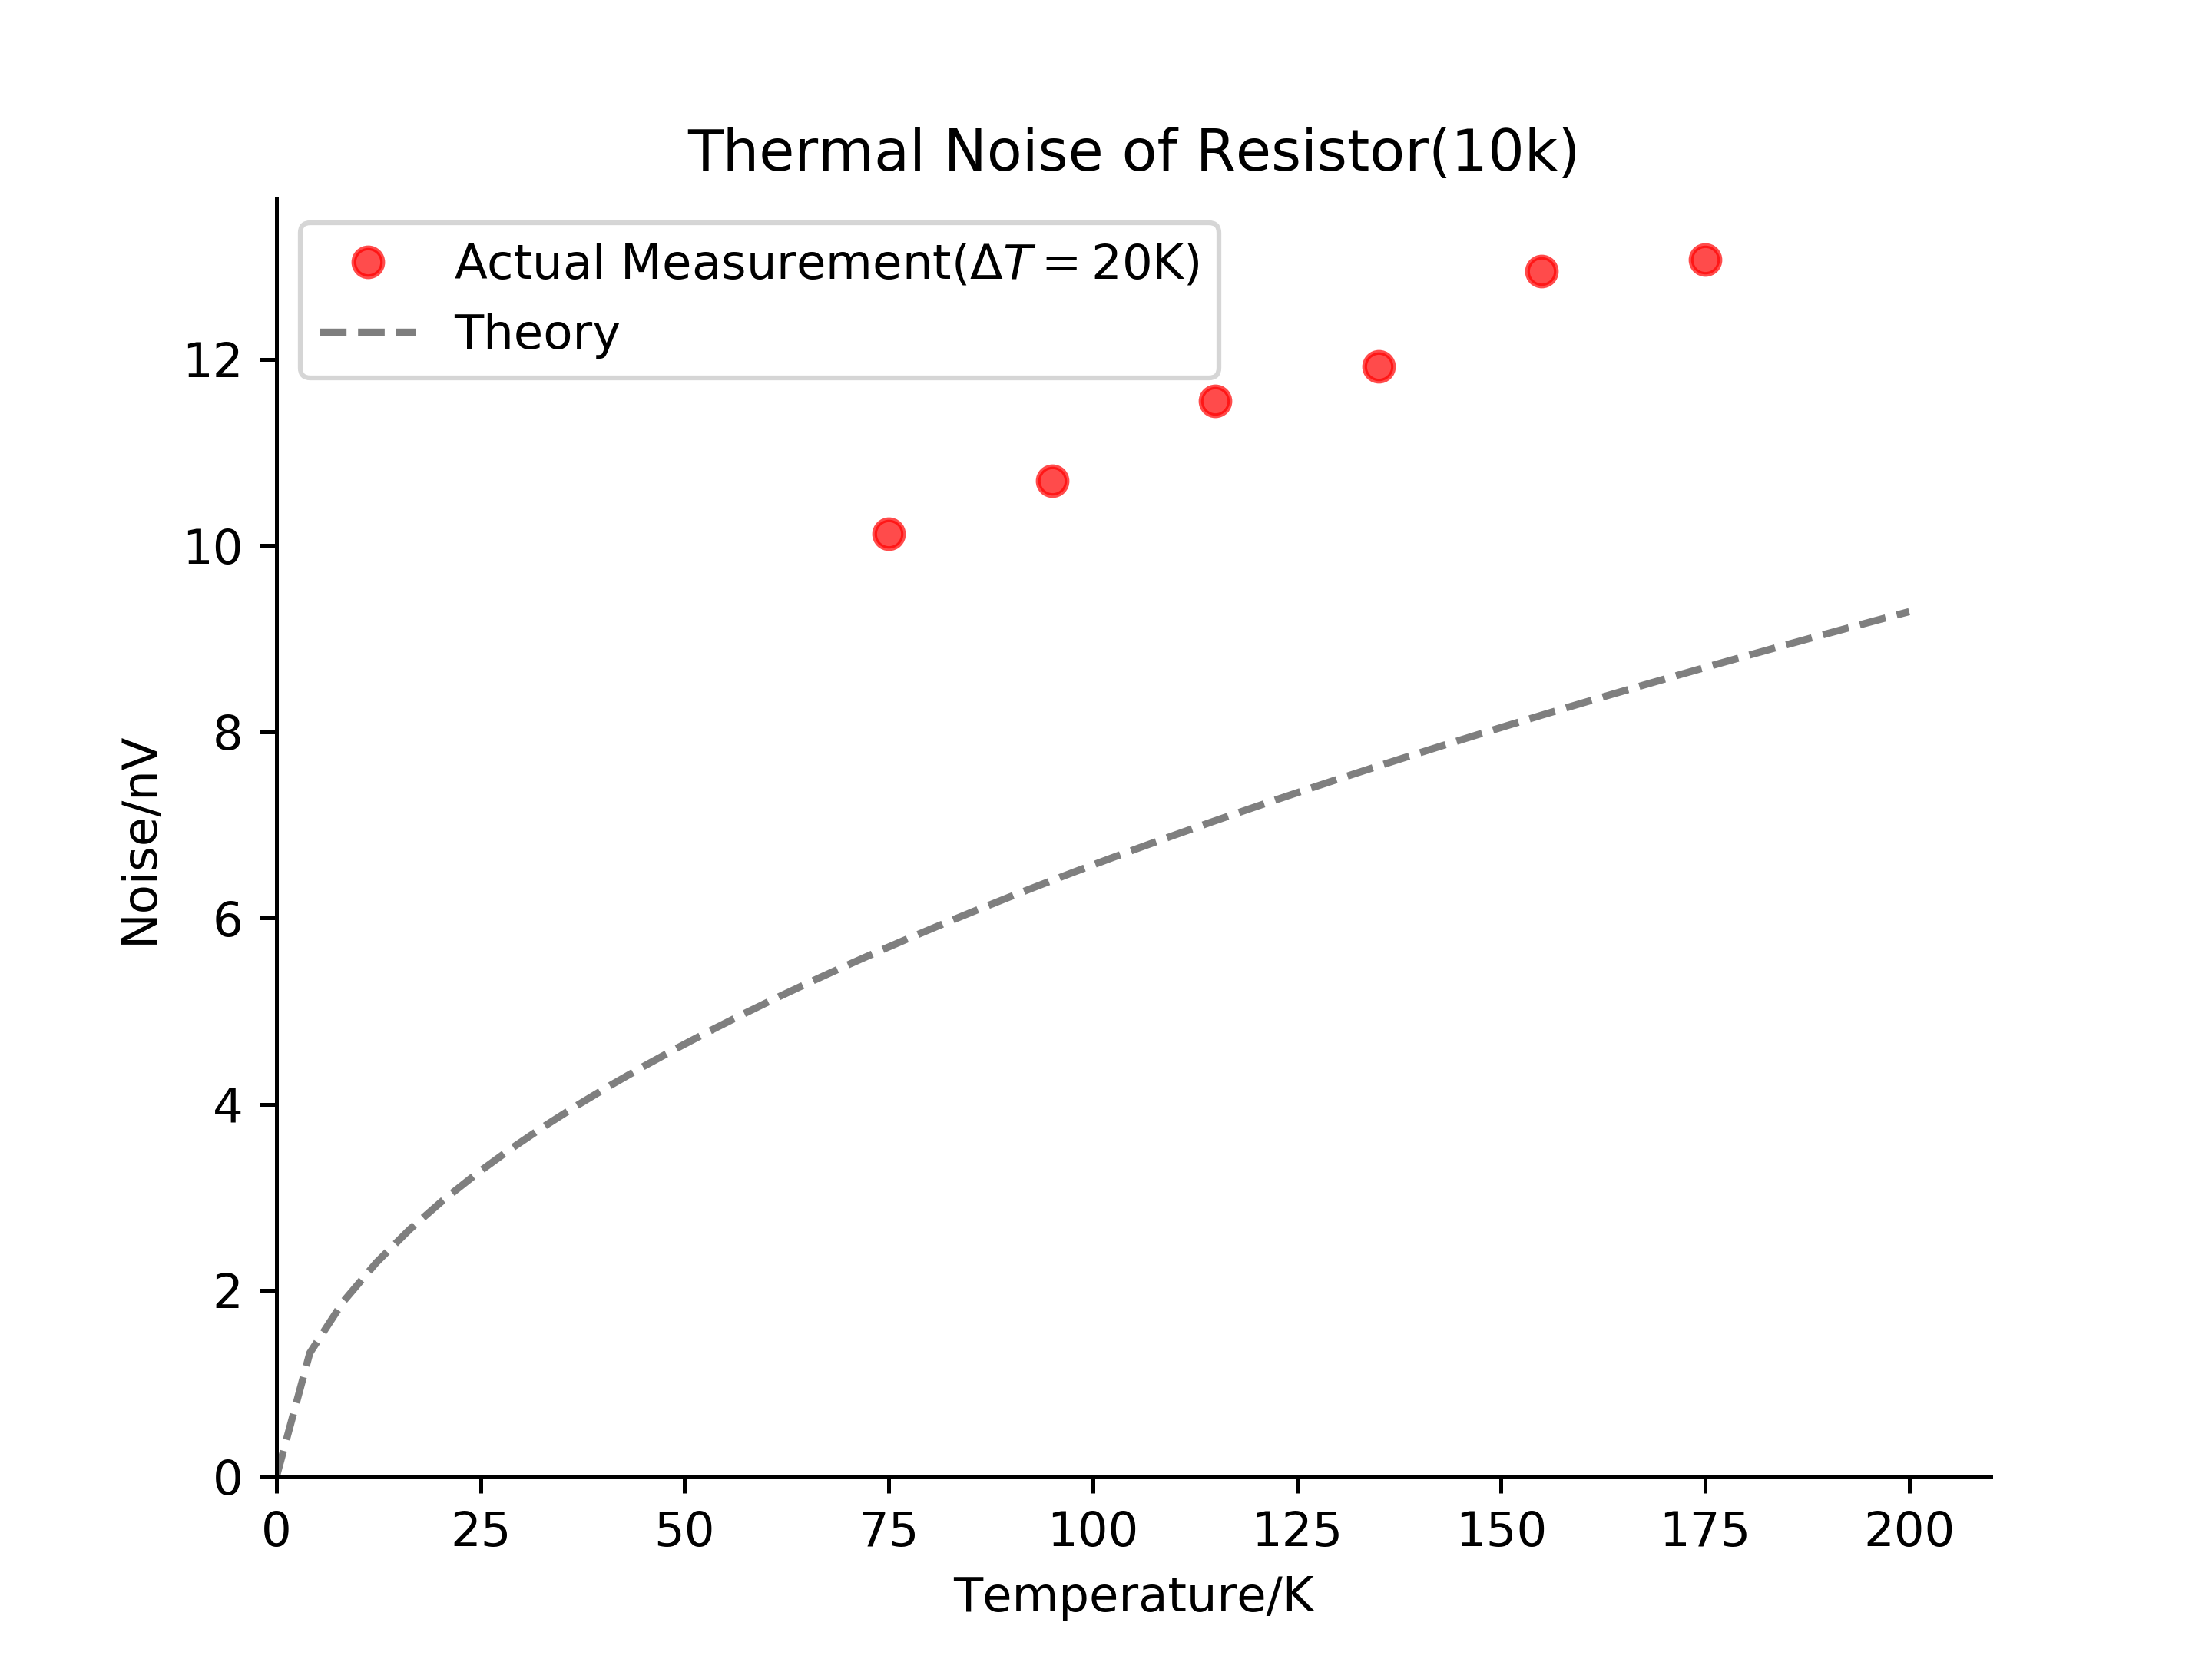 Thermal Noise of Resistor(10k)
Actual Measurement(ΔT = 20K)
Theory
12
10
8
6
4
2
0
Noise/nV
0 25 50 75 100 125 150 175 200
Temperature/K